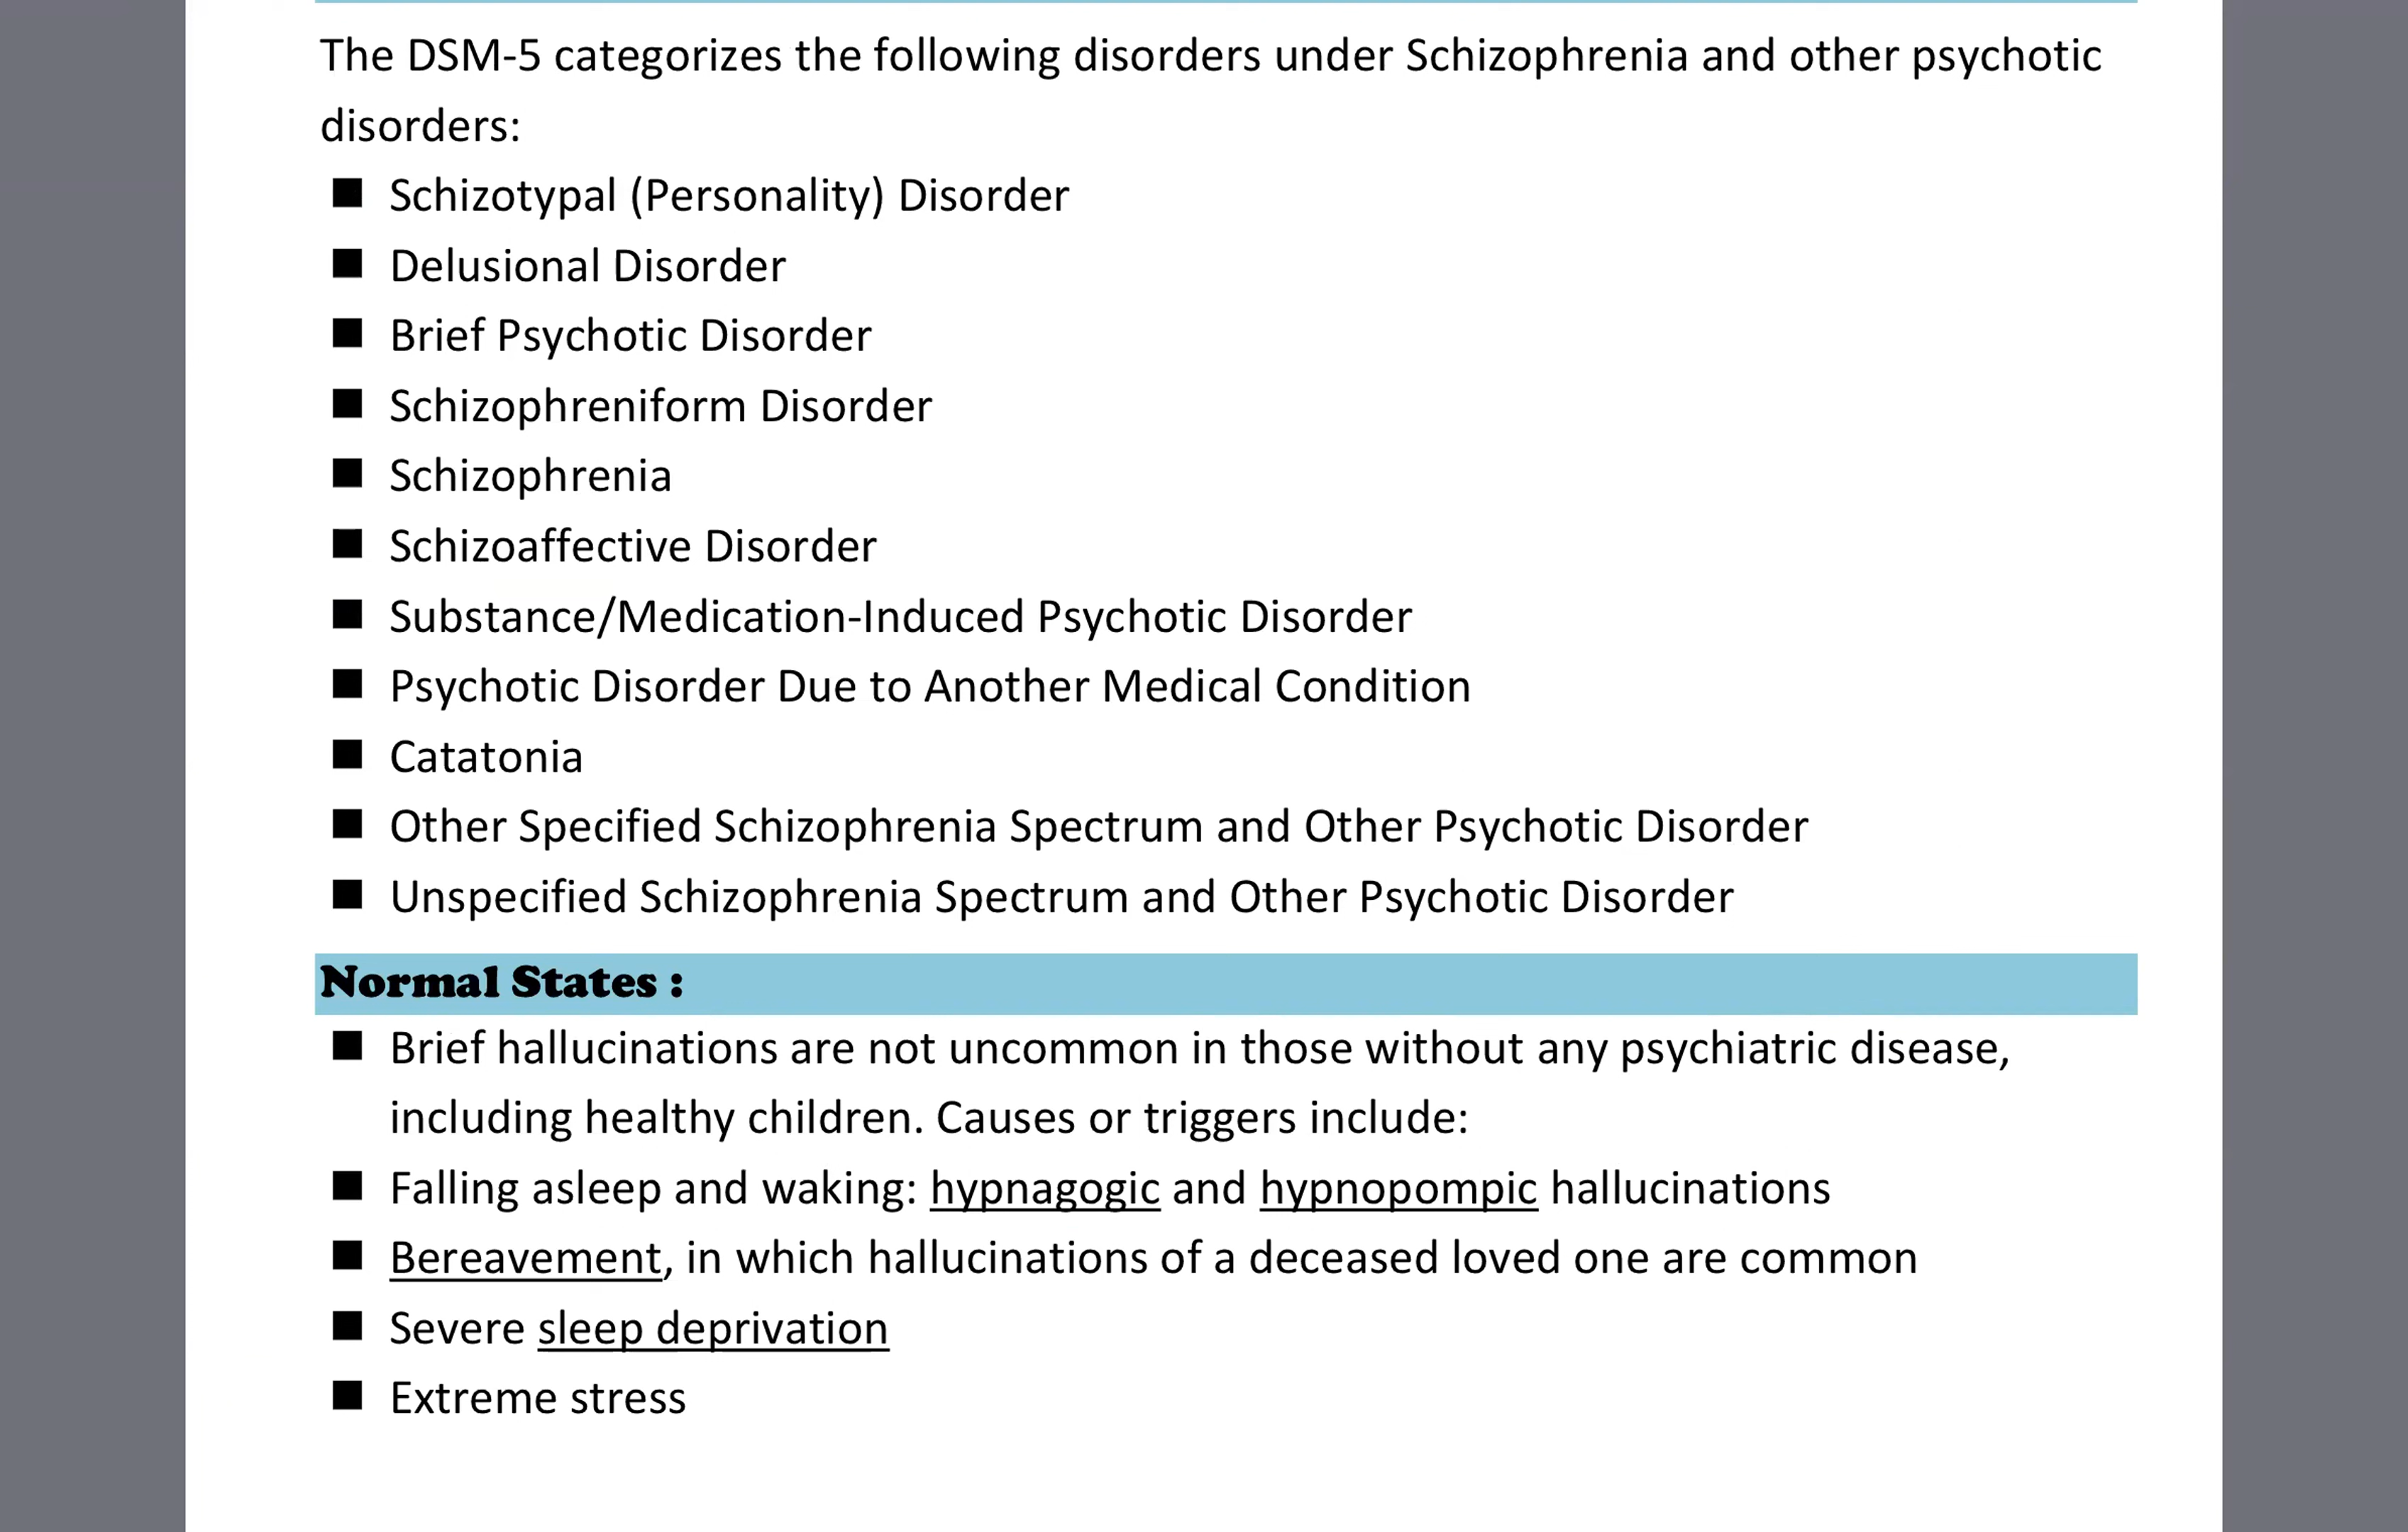 The DSM-5 categorizes the following disorders under Schizophrenia and other psychotic
disorders:
■ Schizotypal (Personality) Disorder
■ Delusional Disorder
■ Brief Psychotic Disorder
■ Schizophreniform Disorder
■ Schizophrenia
■ Schizoaffective Disorder
■ Substance/Medication-Induced Psychotic Disorder
■ Psychotic Disorder Due to Another Medical Condition
■ Catatonia
■ Other Specified Schizophrenia Spectrum and Other Psychotic Disorder
■ Unspecified Schizophrenia Spectrum and Other Psychotic Disorder
Normal States :
■ Brief hallucinations are not uncommon in those without any psychiatric disease,
including healthy children. Causes or triggers include:
■ Falling asleep and waking: hypnagogic and hypnopompic hallucinations
■ Bereavement, in which hallucinations of a deceased loved one are common
■ Severe sleep deprivation
■ Extreme stress